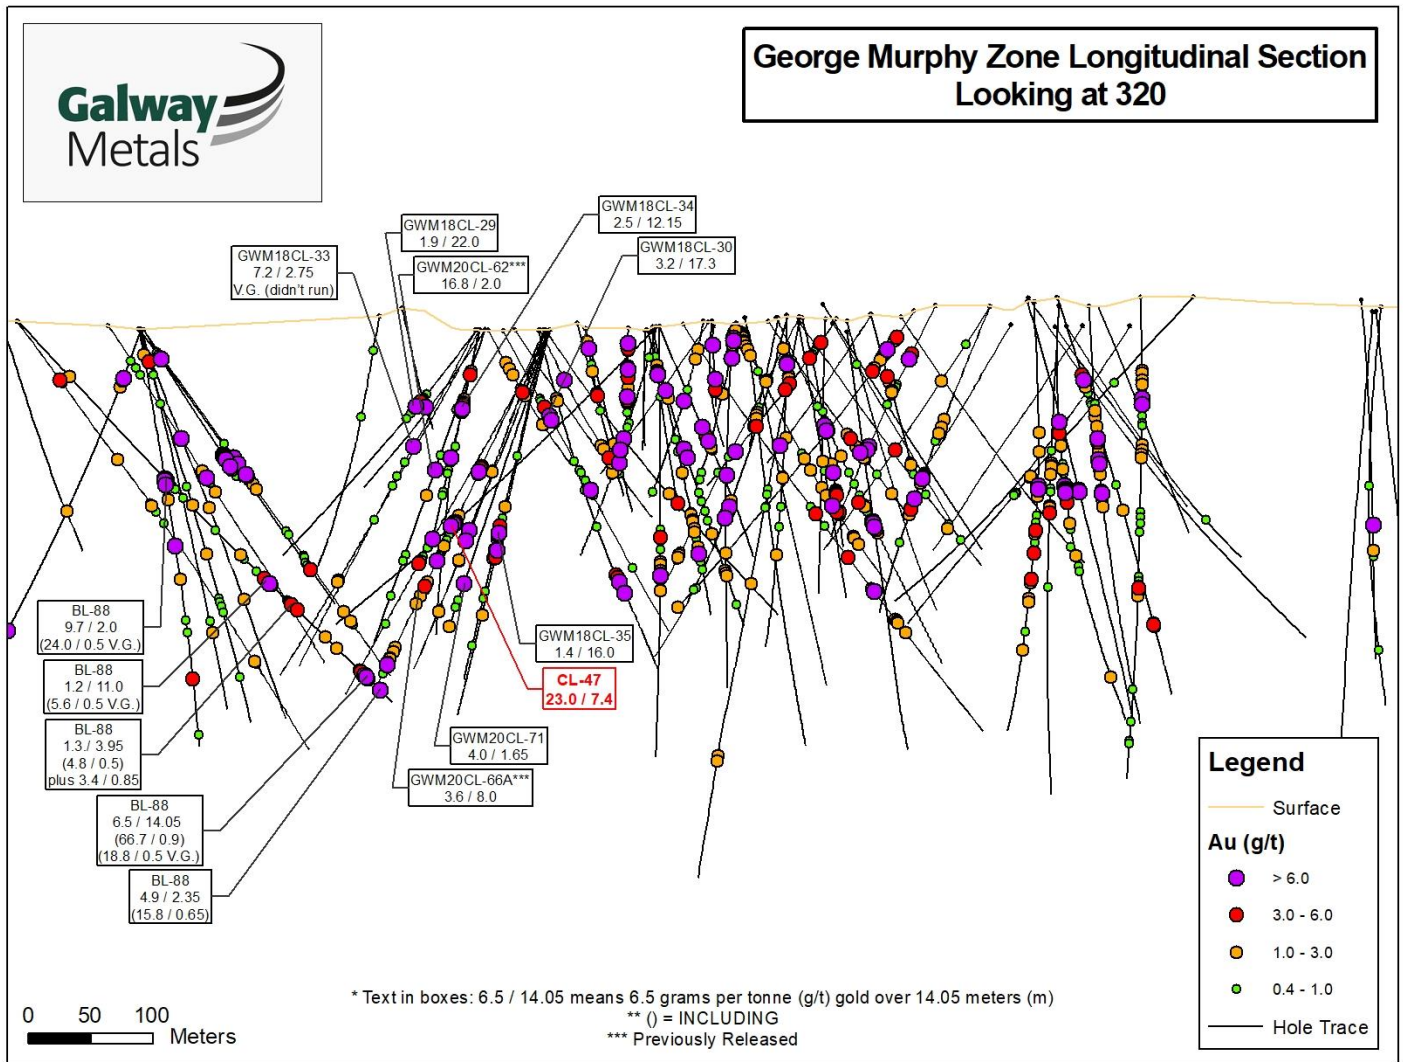 Galway
Metals
George Murphy Zone Longitudinal Section
Looking at 320
GWM18CL-34
2.5 / 12.15
GWM18CL-29
1.9 / 22.0
GWM18CL-30
3.2 / 17.3
GWM18CL-33
7.2 / 2.75
V.G. (didn't run)
GWM20CL-62***
16.8 / 2.0
BL-88
9.7 / 2.0
(24.0 / 0.5 V.G.)
BL-88
1.2 / 11.0
(5.6 / 0.5 V.G.)
BL-88
1.3 / 3.95
(4.8 / 0.5)
plus 3.4 / 0.85
BL-88
6.5 / 14.05
(66.7 / 0.9)
(18.8 / 0.5 V.G.)
BL-88
4.9 / 2.35
(15.8 / 0.65)
GWM18CL-35
1.4 / 16.0
CL-47
23.0 / 7.4
GWM20CL-71
4.0 / 1.65
GWM20CL-66A***
3.6 / 8.0
Legend
Surface
Au (g/t)
> 6.0
3.0 - 6.0
1.0 - 3.0
0.4 - 1.0
Hole Trace
0 50 100
Meters
* Text in boxes: 6.5 / 14.05 means 6.5 grams per tonne (g/t) gold over 14.05 meters (m)
** () = INCLUDING
*** Previously Released